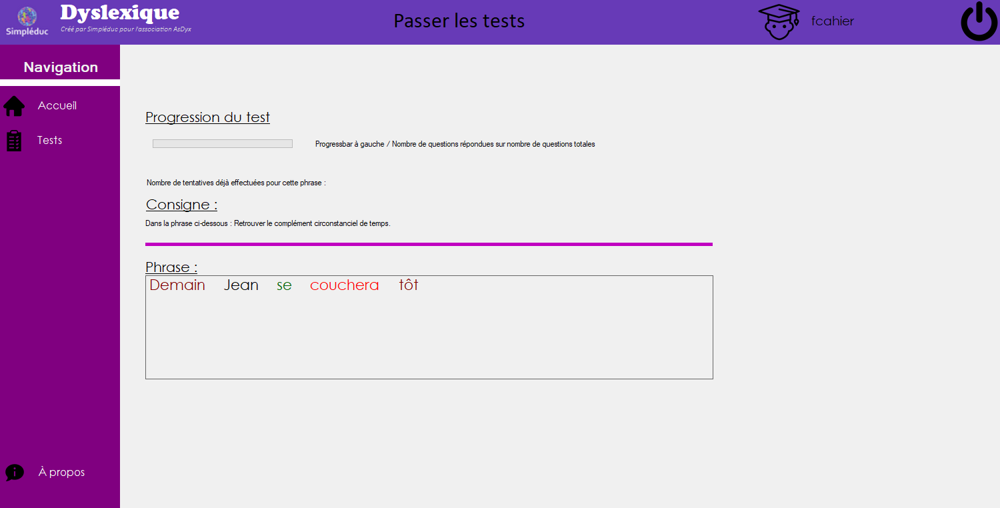 Simpléduc
Dyslexique
Créé par Simpléduc pour l'association AsDyx
Passer les tests
fcahier
Navigation
Accueil
Tests
À propos
Progression du test
Progressbar à gauche / Nombre de questions répondues sur nombre de questions totales
Nombre de tentatives déjà effectuées pour cette phrase :
Consigne :
Dans la phrase ci-dessous : Retrouver le complément circonstanciel de temps.
Phrase :
Demain Jean se couchera tôt